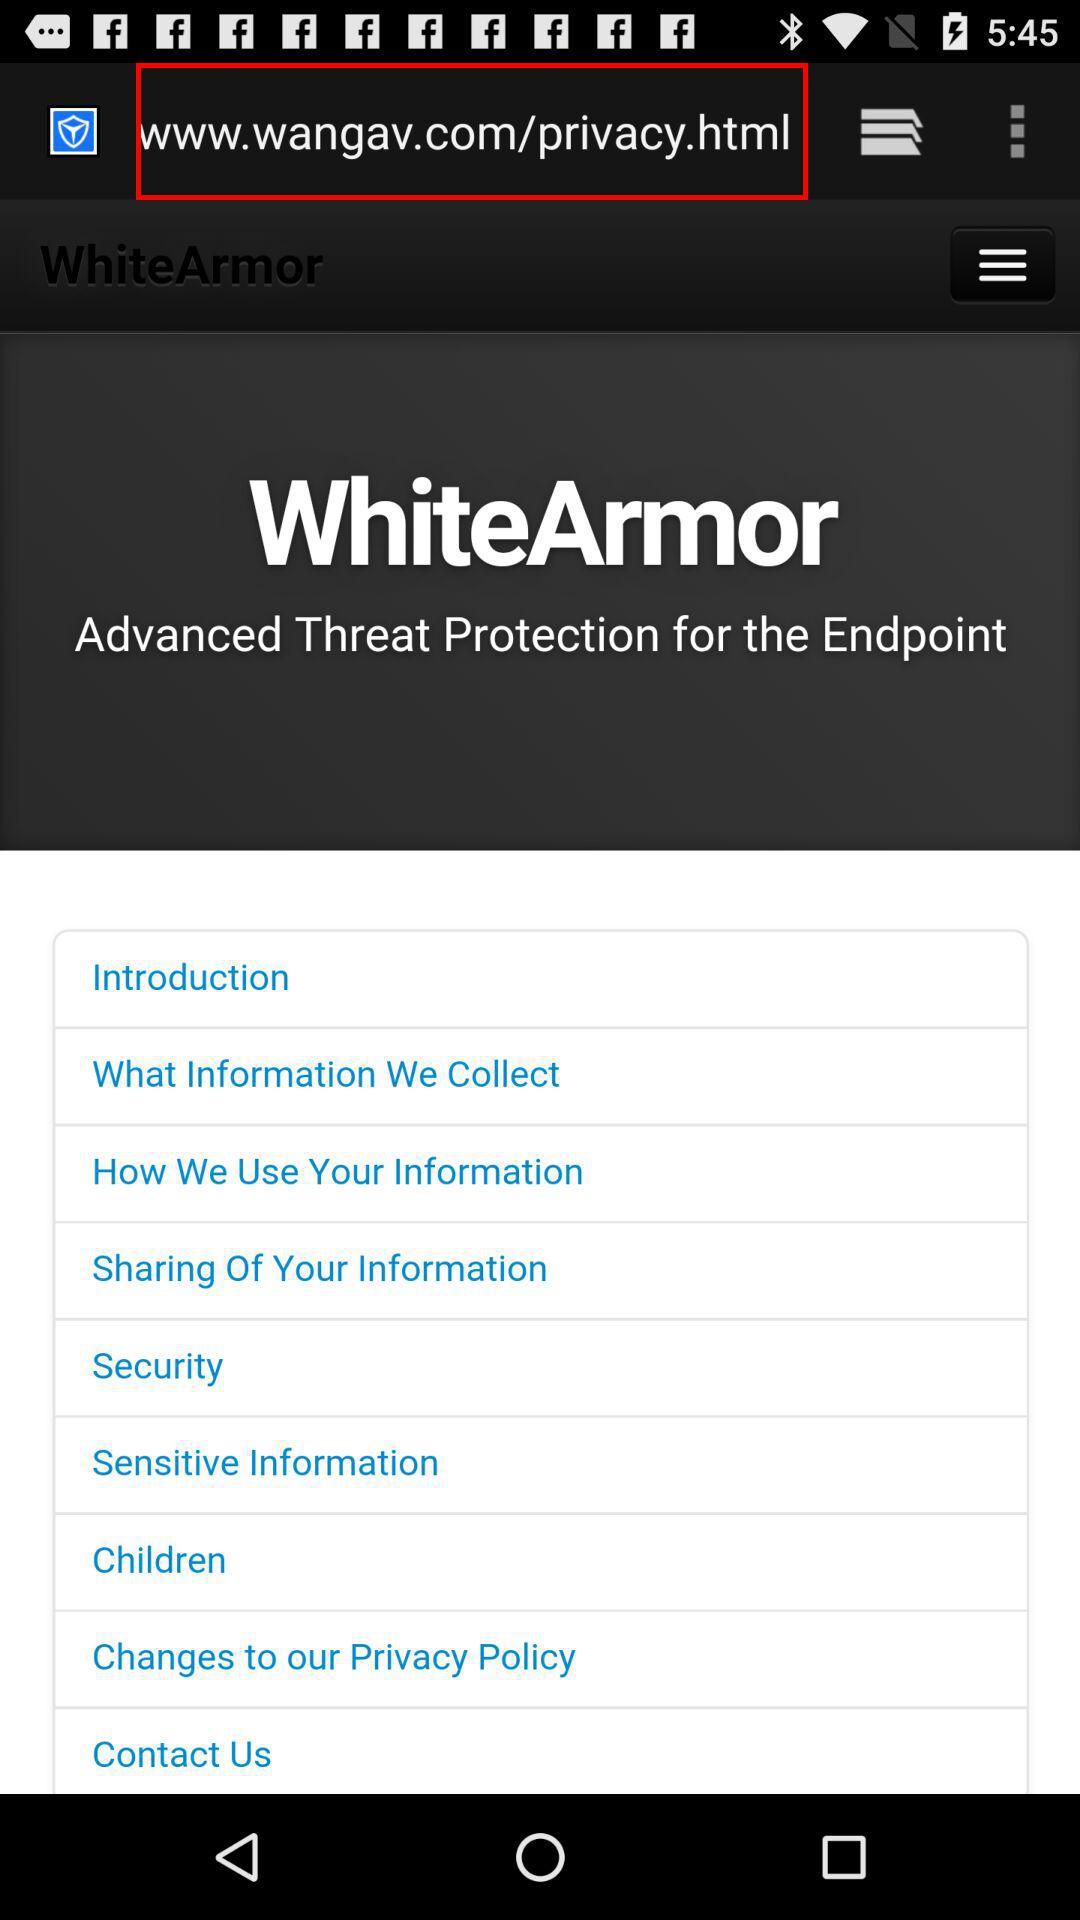 5:45
www.wangav.com/privacy.html
WhiteArmor
WhiteArmor
Advanced Threat Protection for the Endpoint
Introduction
What Information We Collect
How We Use Your Information
Sharing Of Your Information
Security
Sensitive Information
Children
Changes to our Privacy Policy
Contact Us